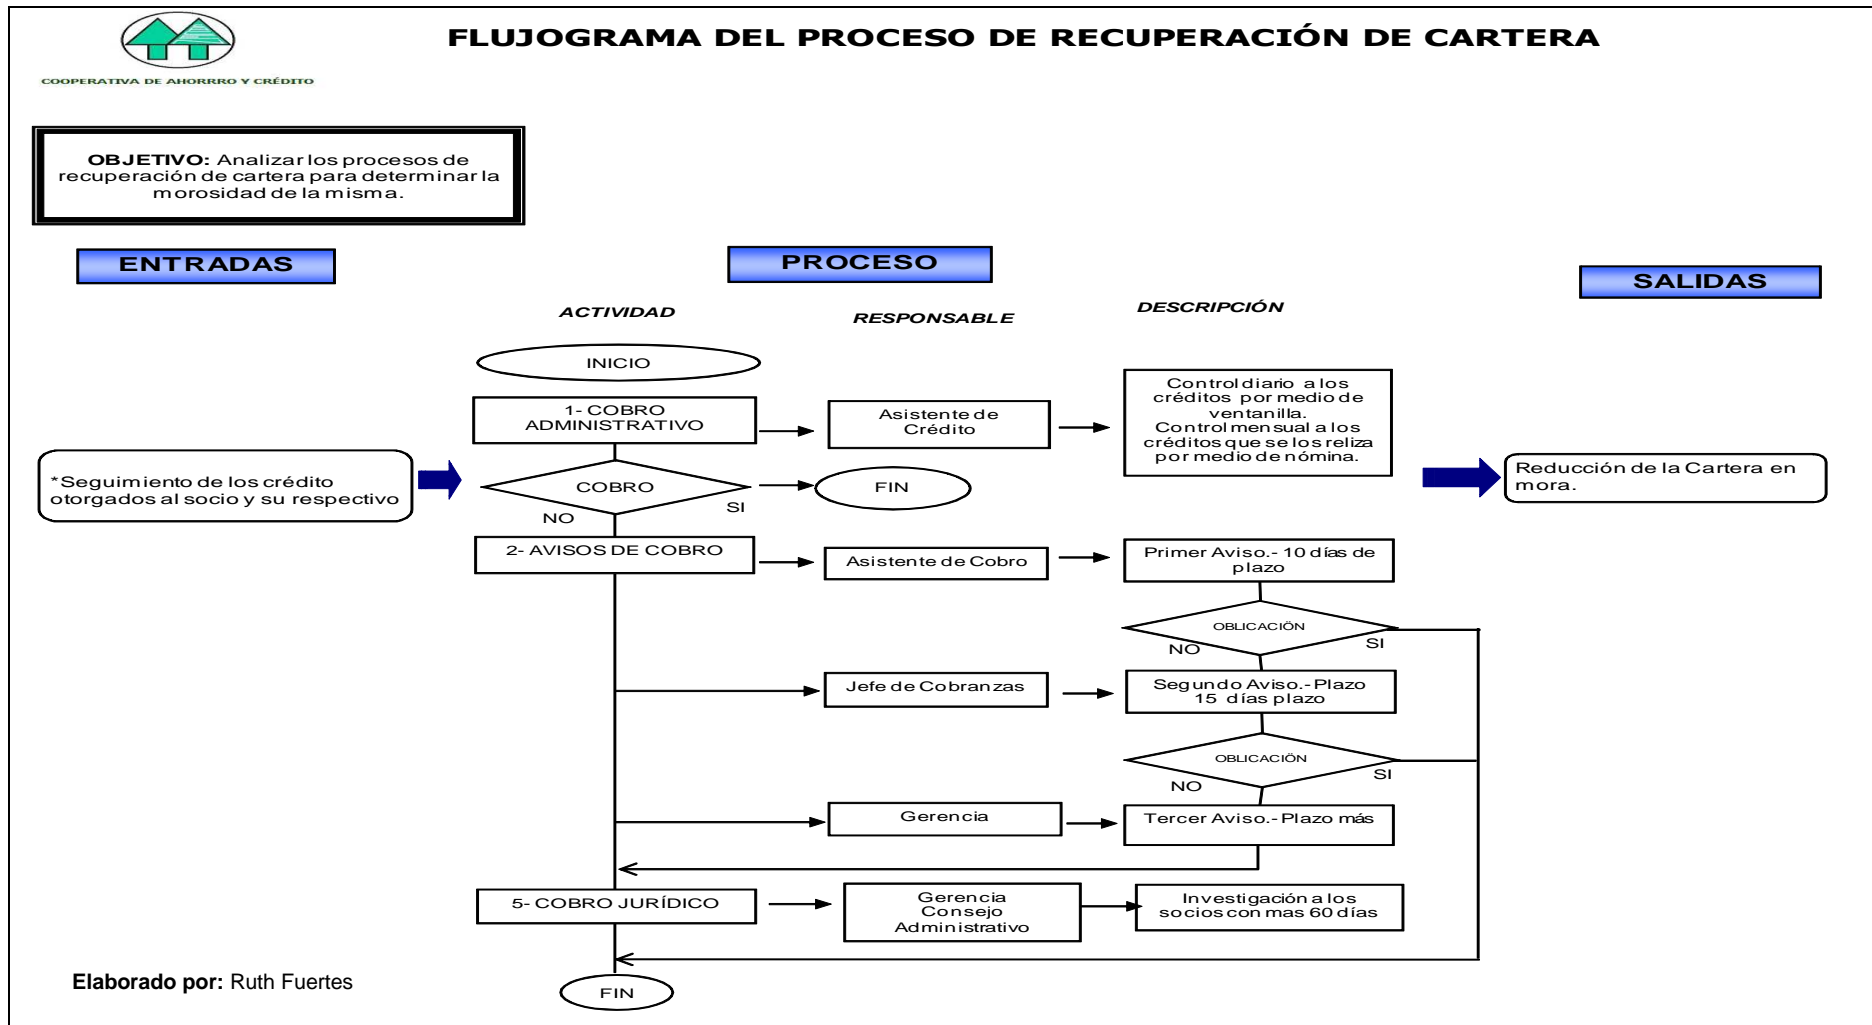 FLUJOGRAMA DEL PROCESO DE RECUPERACIÓN DE CARTERA
COOPERATIVA DE AHORRRO Y CRÉDITO
OBJETIVO: Analizar los procesos de
recuperación de cartera para determinar la
morosidad de la misma.
ENTRADAS
PROCESO
SALIDAS
ACTIVIDAD
RESPONSABLE
DESCRIPCIÓN
INICIO
1- COBRO
ADMINISTRATIVO
Asistente de
Crédito
Control diario a los
créditos por medio de
ventanilla.
Control mensual a los
créditos que se los reliza
por medio de nómina.
*Seguimiento de los crédito
otorgados al socio y su respectivo
COBRO
NO
SI
FIN
Reducción de la Cartera en
mora.
2- AVISOS DE COBRO
Asistente de Cobro
Primer Aviso.- 10 días de
plazo
OBLICACIÖN
NO
SI
Jefe de Cobranzas
Segundo Aviso.- Plazo
15 días plazo
OBLICACIÖN
NO
SI
Gerencia
Tercer Aviso.- Plazo más
5- COBRO JURÍDICO
Gerencia
Consejo
Administrativo
Investigación a los
socios con mas 60 días
Elaborado por: Ruth Fuertes
FIN